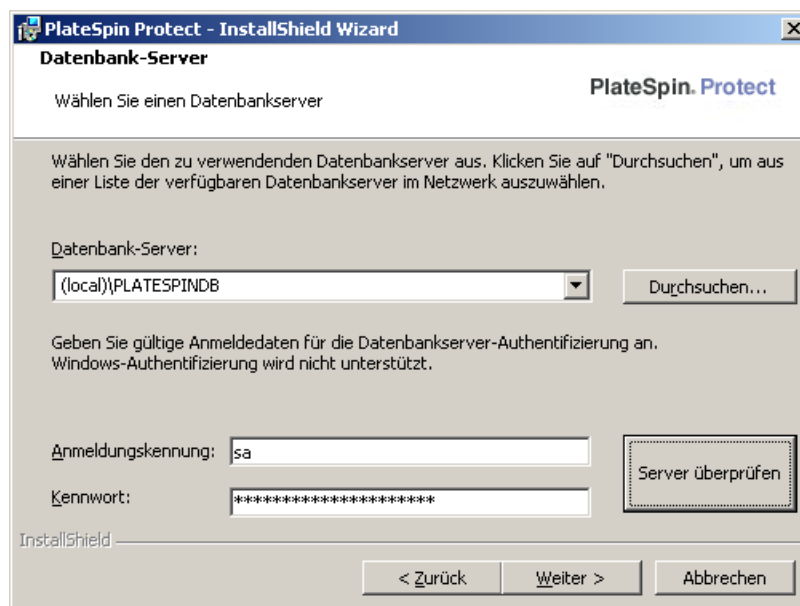 PlateSpin Protect - InstallShield Wizard
Datenbank-Server
Wählen Sie einen Datenbankserver
PlateSpin. Protect
Wählen Sie den zu verwendenden Datenbankserver aus. Klicken Sie auf "Durchsuchen", um aus
einer Liste der verfügbaren Datenbankserver im Netzwerk auszuwählen.
Datenbank-Server:
(local)\PLATESPINDB
Durchsuchen...
Geben Sie gültige Anmeldedaten für die Datenbankserver-Authentifizierung an.
Windows-Authentifizierung wird nicht unterstützt.
Anmeldungskennung:
sa
Server überprüfen
Kennwort:
*********************
InstallShield
< Zurück
Weiter >
Abbrechen